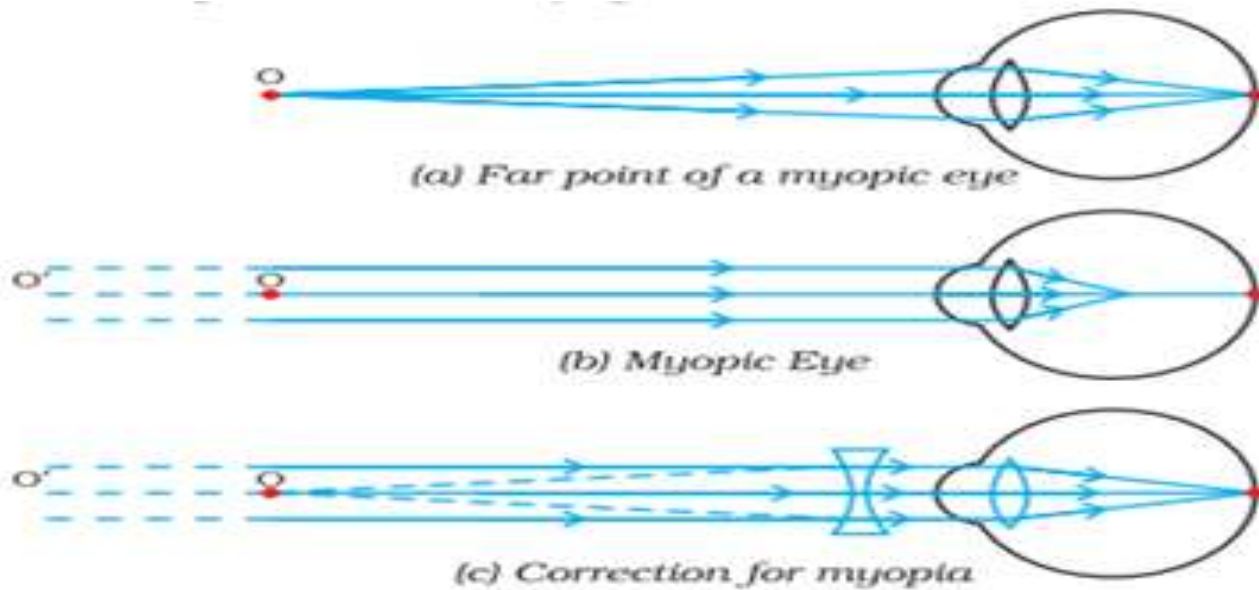 O
(a) Far point of a myopic eye
O' O
(b) Myopic Eye
O' O
(c) Correction for myopia